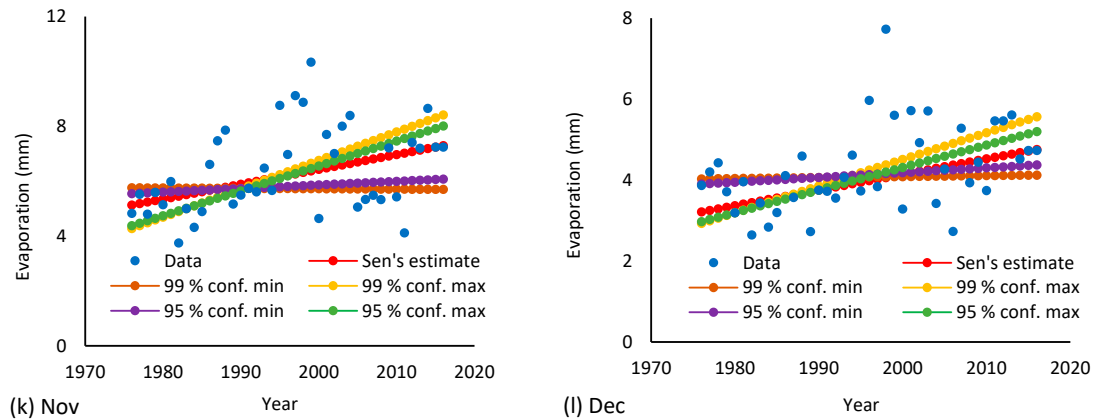 12
8
4
0
Evaporation (mm)
Data
Sen's estimate
99 % conf. min
99 % conf. max
95 % conf. min
95 % conf. max
1970 1980 1990 2000 2010 2020
Year
(k) Nov
8
6
4
2
0
Evaporation (mm)
Data
Sen's estimate
99 % conf. min
99 % conf. max
95 % conf. min
95 % conf. max
1970 1980 1990 2000 2010 2020
Year
(l) Dec